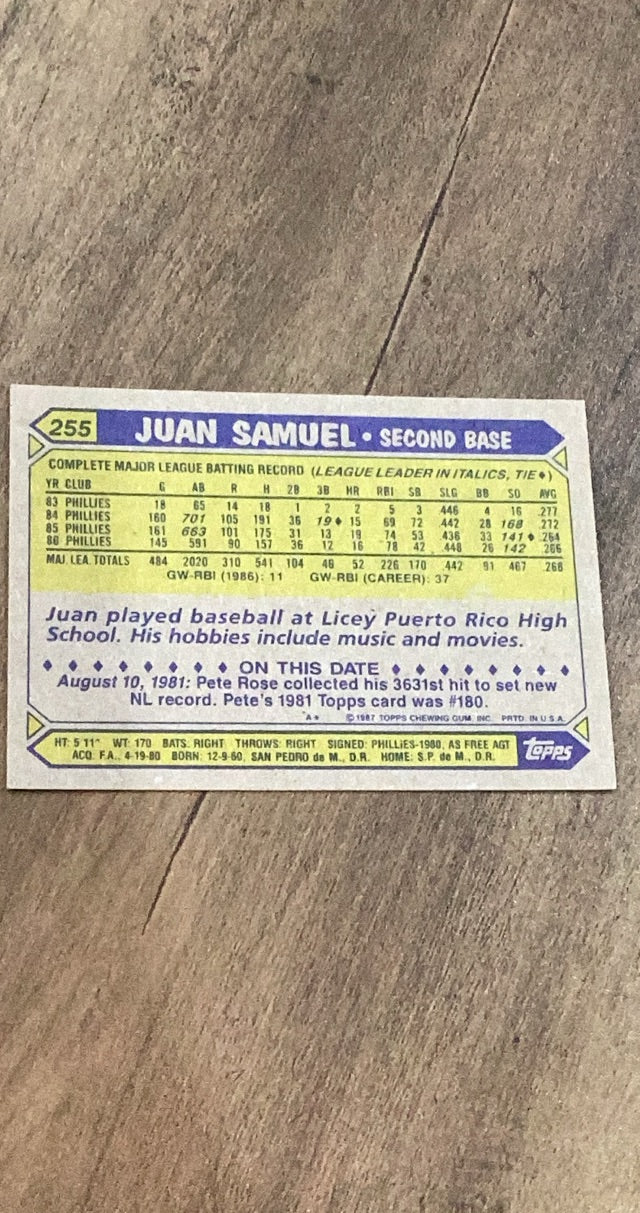 255 JUAN SAMUEL • SECOND BASE
COMPLETE MAJOR LEAGUE BATTING RECORD (LEAGUE LEADER IN ITALICS, TIE ♦)
YR CLUB G AB R H 2B 3B HR RBI SB SLG BB SO AVG
83 PHILLIES 18 65 14 18 1 2 2 5 3 .446 4 16 .277
84 PHILLIES 160 701 105 191 36 19♦ 15 69 72 .442 28 168 .272
85 PHILLIES 161 663 101 175 31 13 19 74 53 .436 33 141♦ .264
86 PHILLIES 145 591 90 157 36 12 16 78 42 .448 26 142 .266
MAJ. LEA. TOTALS 484 2020 310 541 104 46 52 226 170 .442 91 467 .268
GW-RBI (1986): 11 GW-RBI (CAREER): 37
Juan played baseball at Licey Puerto Rico High
School. His hobbies include music and movies.
♦ ♦ ♦ ♦ ♦ ♦ ♦ ♦ ON THIS DATE ♦ ♦ ♦ ♦ ♦ ♦ ♦ ♦
August 10, 1981: Pete Rose collected his 3631st hit to set new
NL record. Pete's 1981 Topps card was #180.
A* © 1987 TOPPS CHEWING GUM, INC. PRTD. IN U.S.A.
HT: 5'11" WT: 170 BATS: RIGHT THROWS: RIGHT SIGNED: PHILLIES-1980, AS FREE AGT
ACQ: F.A., 4-19-80 BORN: 12-9-60, SAN PEDRO de M., D.R. HOME: S.P. de M., D.R.
topps